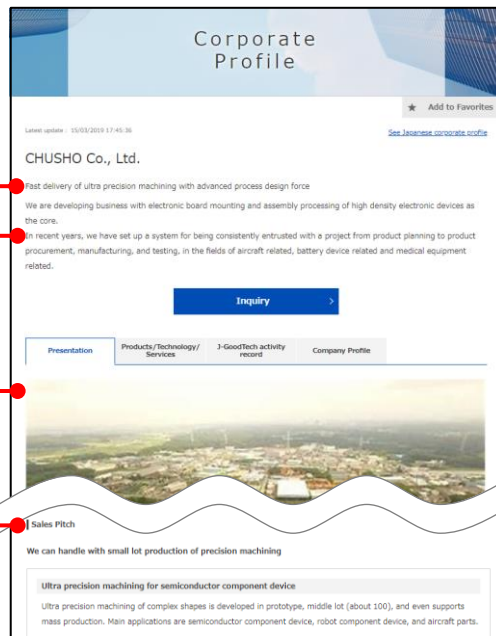 Corporate
Profile
★ Add to Favorites
Latest update : 15/03/2019 17:45:36
See Japanese corporate profile
CHUSHO Co., Ltd.
Fast delivery of ultra precision machining with advanced process design force
We are developing business with electronic board mounting and assembly processing of high density electronic devices as
the core.
In recent years, we have set up a system for being consistently entrusted with a project from product planning to product
procurement, manufacturing, and testing, in the fields of aircraft related, battery device related and medical equipment
related.
Inquiry >
Presentation
Products/Technology/
Services
J-GoodTech activity
record
Company Profile
Sales Pitch
We can handle with small lot production of precision machining
Ultra precision machining for semiconductor component device
Ultra precision machining of complex shapes is developed in prototype, middle lot (about 100), and even supports
mass production. Main applications are semiconductor component device, robot component device, and aircraft parts.